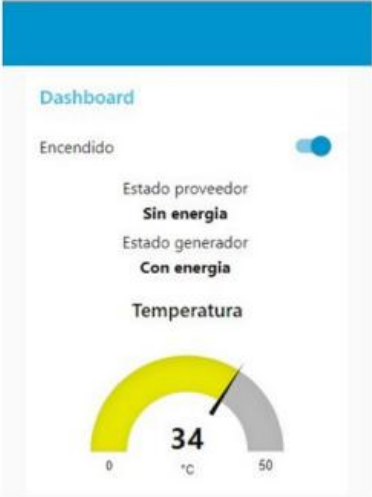 Dashboard
Encendido
Estado proveedor
Sin energia
Estado generador
Con energia
Temperatura
34
0 °C 50